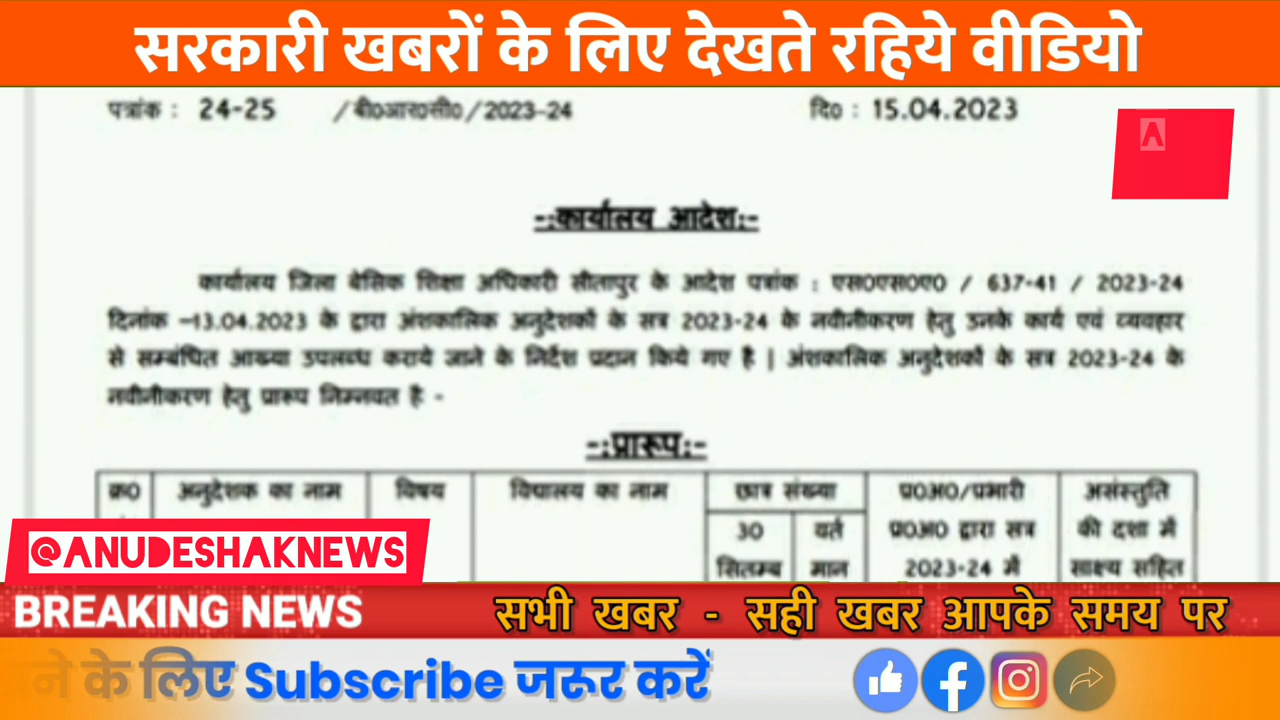 सरकारी खबरों के लिए देखते रहिये वीडियो
पत्रांक : 24-25 /बी0आर0सी0/2023-24 दि0 : 15.04.2023
A
-:कार्यालय आदेश:-
कार्यालय जिला बेसिक शिक्षा अधिकारी सीतापुर के आदेश पत्रांक : एस0एस0ए0 / 637-41 / 2023-24
दिनांक –13.04.2023 के द्वारा अंशकालिक अनुदेशकों के सत्र 2023-24 के नवीनीकरण हेतु उनके कार्य एवं व्यवहार
से सम्बंधित आख्या उपलब्ध कराये जाने के निर्देश प्रदान किये गए है | अंशकालिक अनुदेशकों के सत्र 2023-24 के
नवीनीकरण हेतु प्रारूप निम्नवत है -
-:प्रारूप:-
क्र0 अनुदेशक का नाम विषय विद्यालय का नाम छात्र संख्या प्र0अ0/प्रभारी असंस्तुति
30 वर्त प्र0अ0 द्वारा सत्र की दशा में
सितम्ब मान 2023-24 में साक्ष्य सहित
@ANUDESHAKNEWS
BREAKING NEWS सभी खबर - सही खबर आपके समय पर
ने के लिए Subscribe जरूर करें